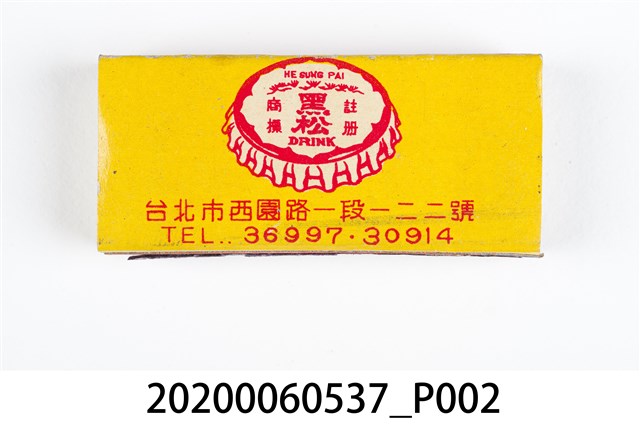 HE SUNG PAI
商標 黑松 註册
DRINK
台北市西園路一段一二二號
TEL.. 36997·30914
20200060537_P002